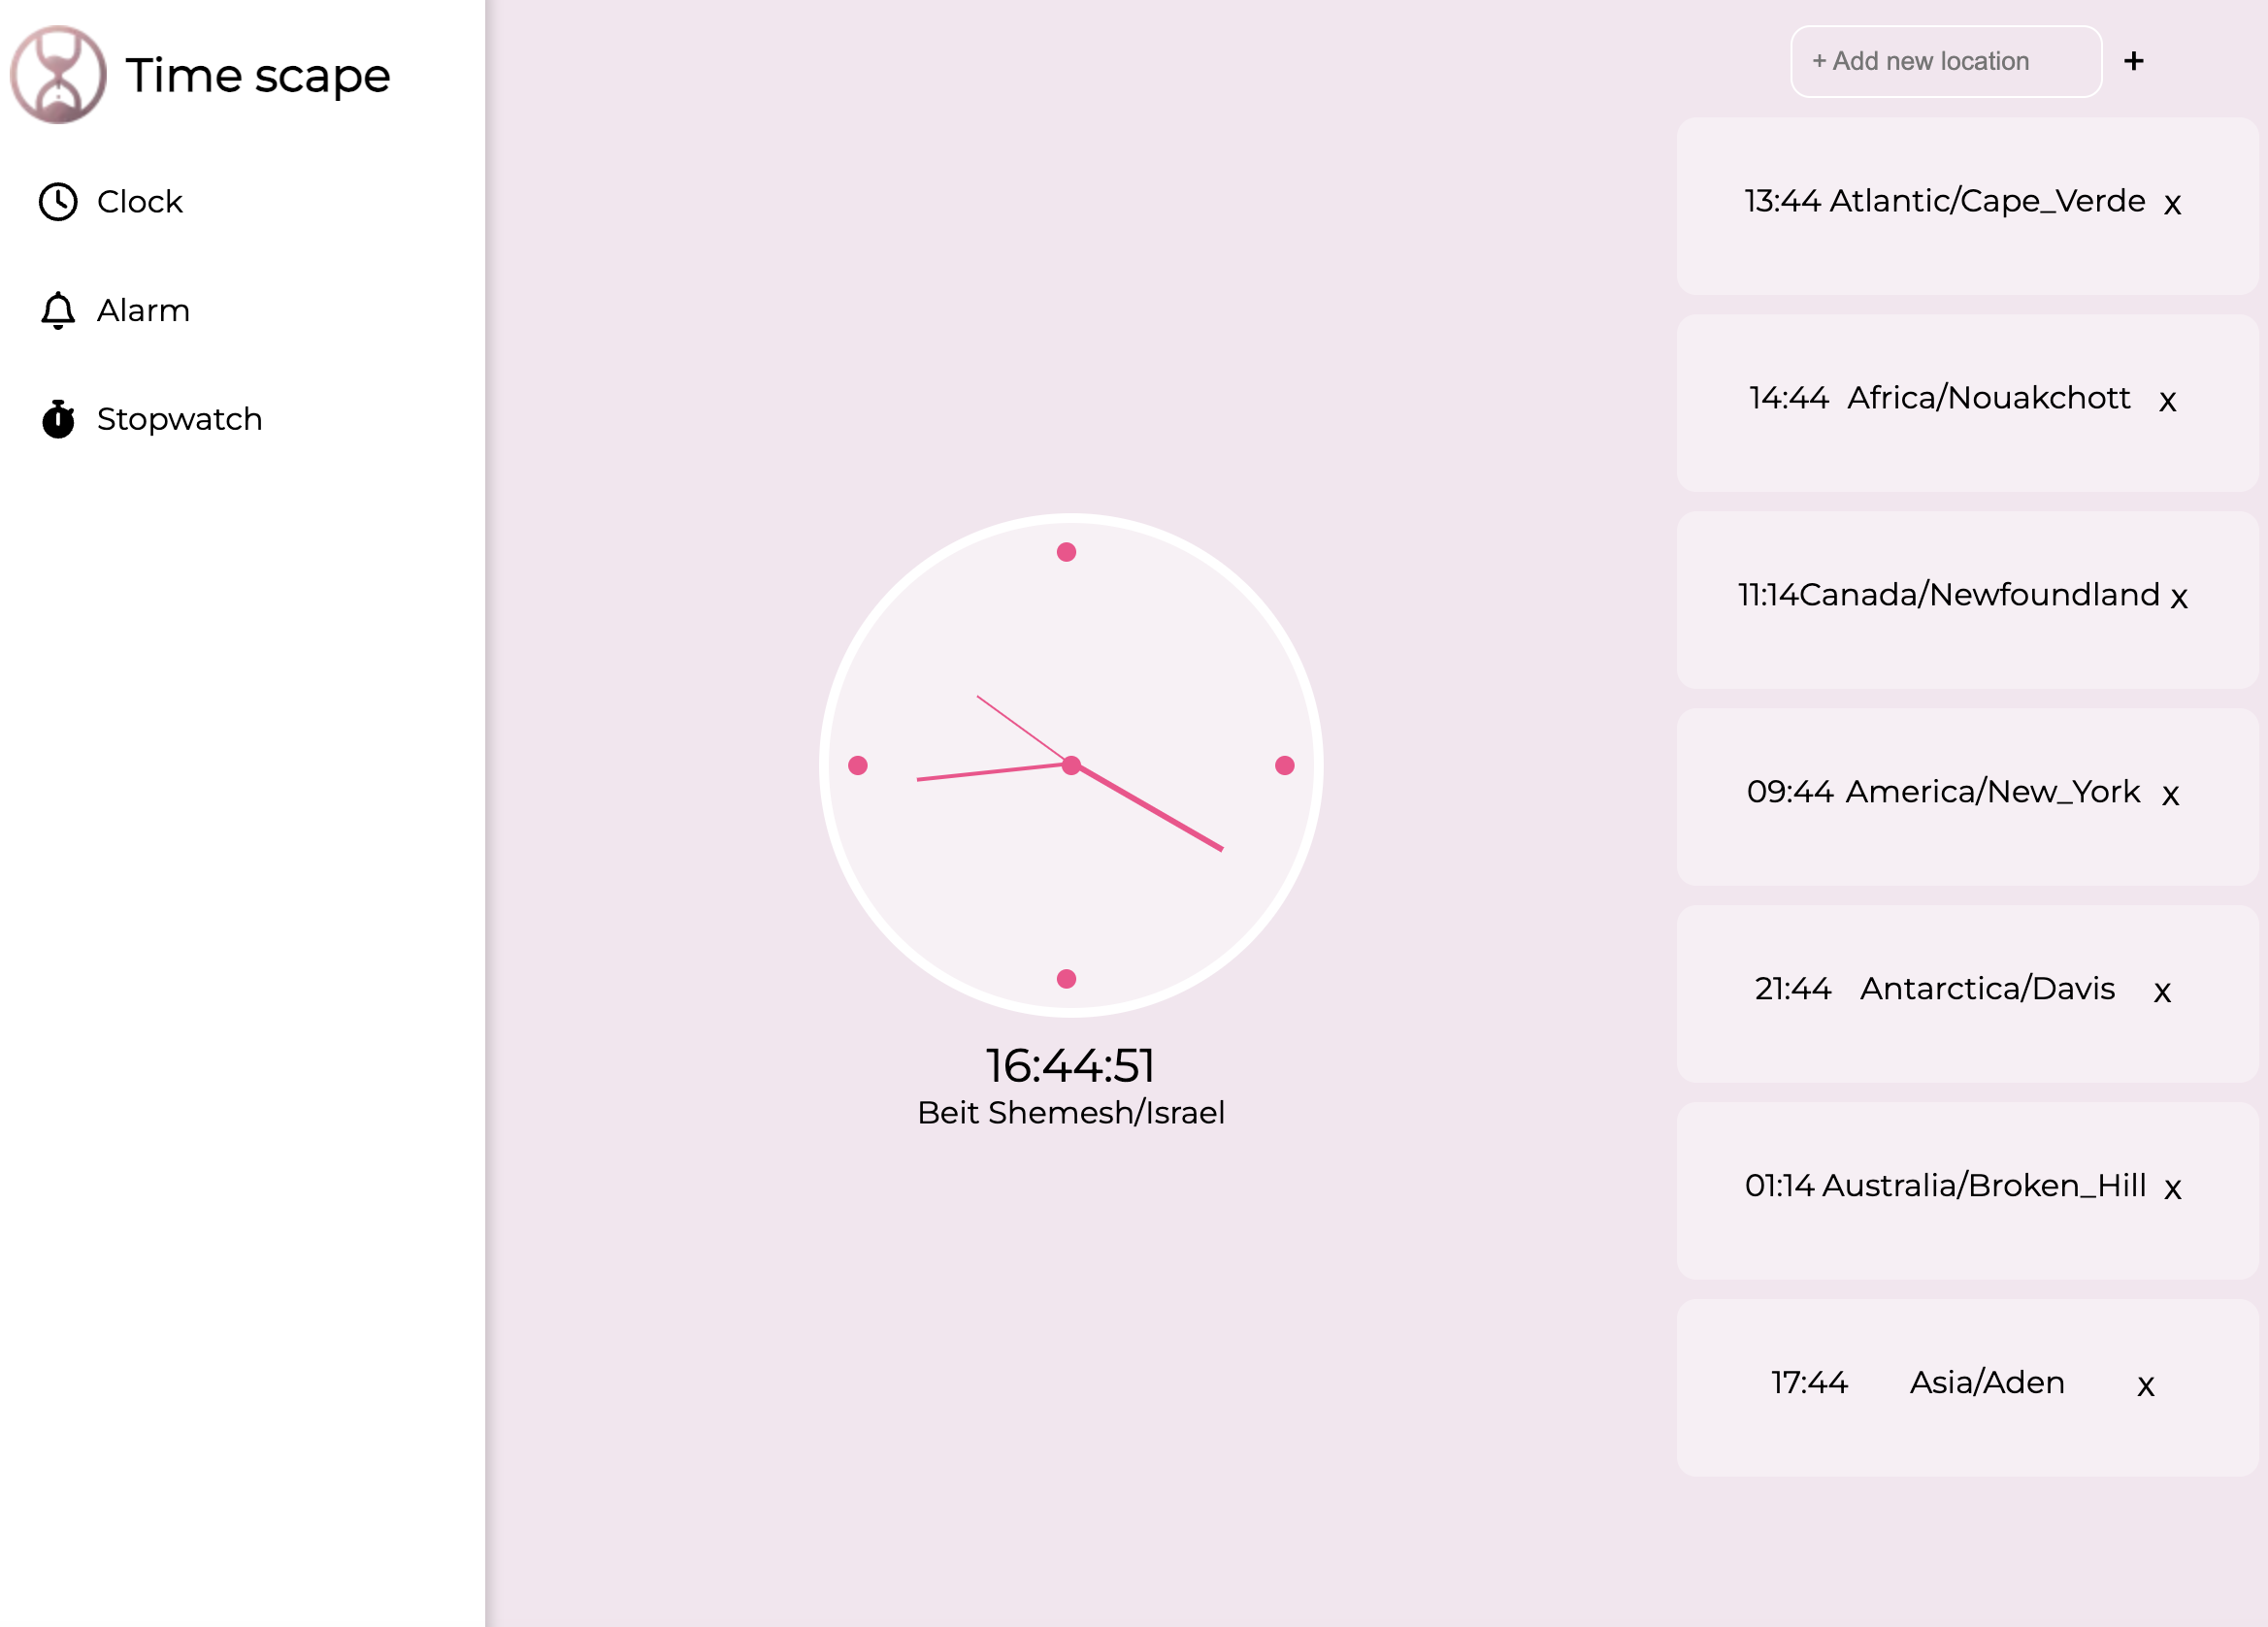 Time scape
Clock
Alarm
Stopwatch
16:44:51
Beit Shemesh/Israel
+ Add new location +
13:44 Atlantic/Cape_Verde x
14:44 Africa/Nouakchott x
11:14Canada/Newfoundland x
09:44 America/New_York x
21:44 Antarctica/Davis x
01:14 Australia/Broken_Hill x
17:44 Asia/Aden x